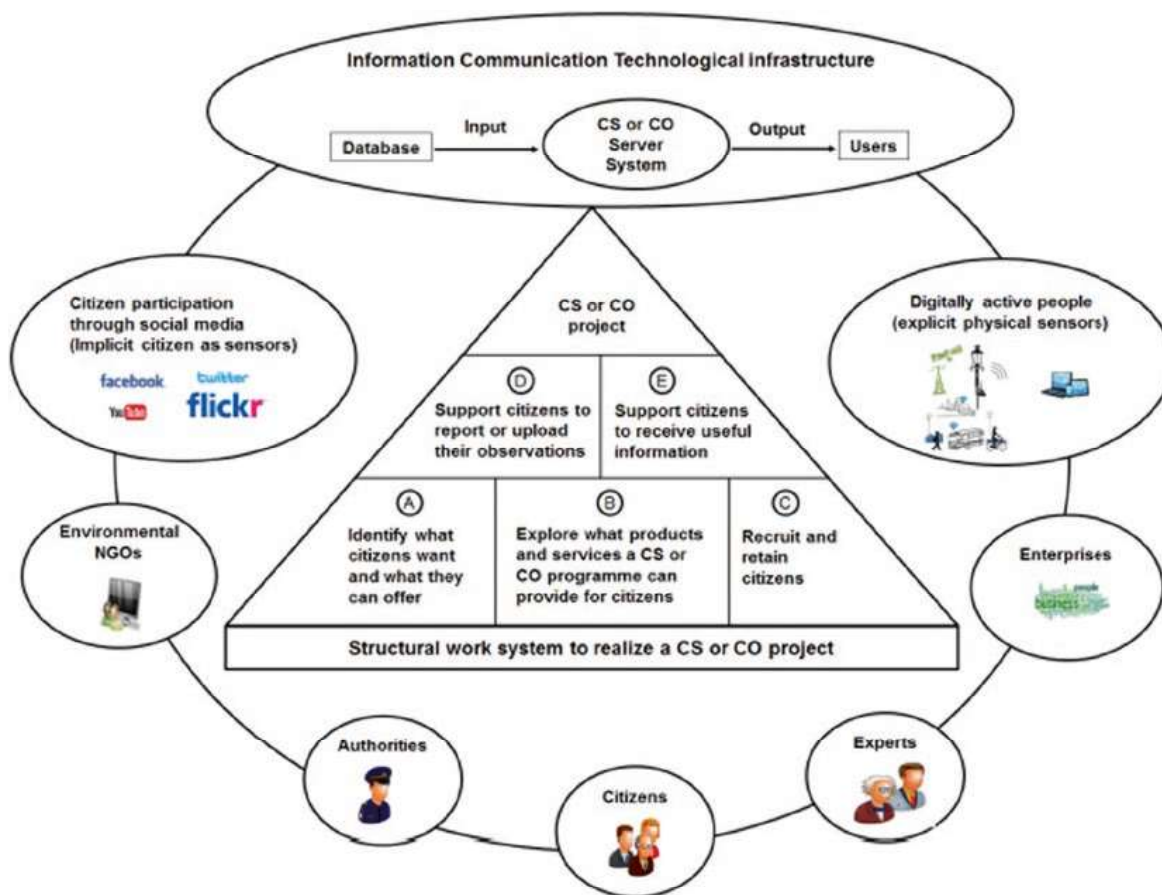 Information Communication Technological infrastructure
Database
Input
CS or CO
Server
System
Output
Users
Citizen participation
through social media
(Implicit citizen as sensors)
facebook
twitter
YouTube
flickr
Digitally active people
(explicit physical sensors)
CS or CO
project
D
Support citizens to
report or upload
their observations
E
Support citizens
to receive useful
information
A
Identify what
citizens want
and what they
can offer
B
Explore what products
and services a CS or
CO programme can
provide for citizens
C
Recruit and
retain
citizens
Structural work system to realize a CS or CO project
Environmental
NGOs
Enterprises
people
business
Authorities
Citizens
Experts